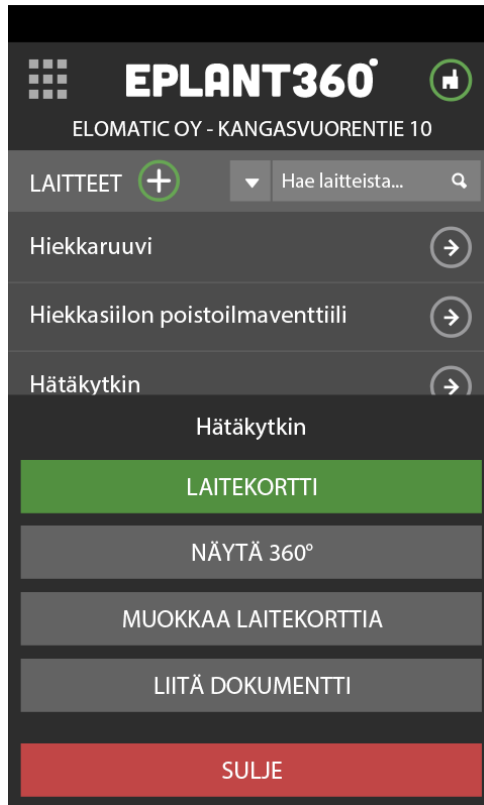 EPLANT360°
ELOMATIC OY - KANGASVUORENTIE 10
LAITTEET Hae laitteista...
Hiekkaruuvi
Hiekkasiilon poistoilmaventtiili
Hätäkytkin
Hätäkytkin
LAITEKORTTI
NÄYTÄ 360°
MUOKKAA LAITEKORTTIA
LIITÄ DOKUMENTTI
SULJE